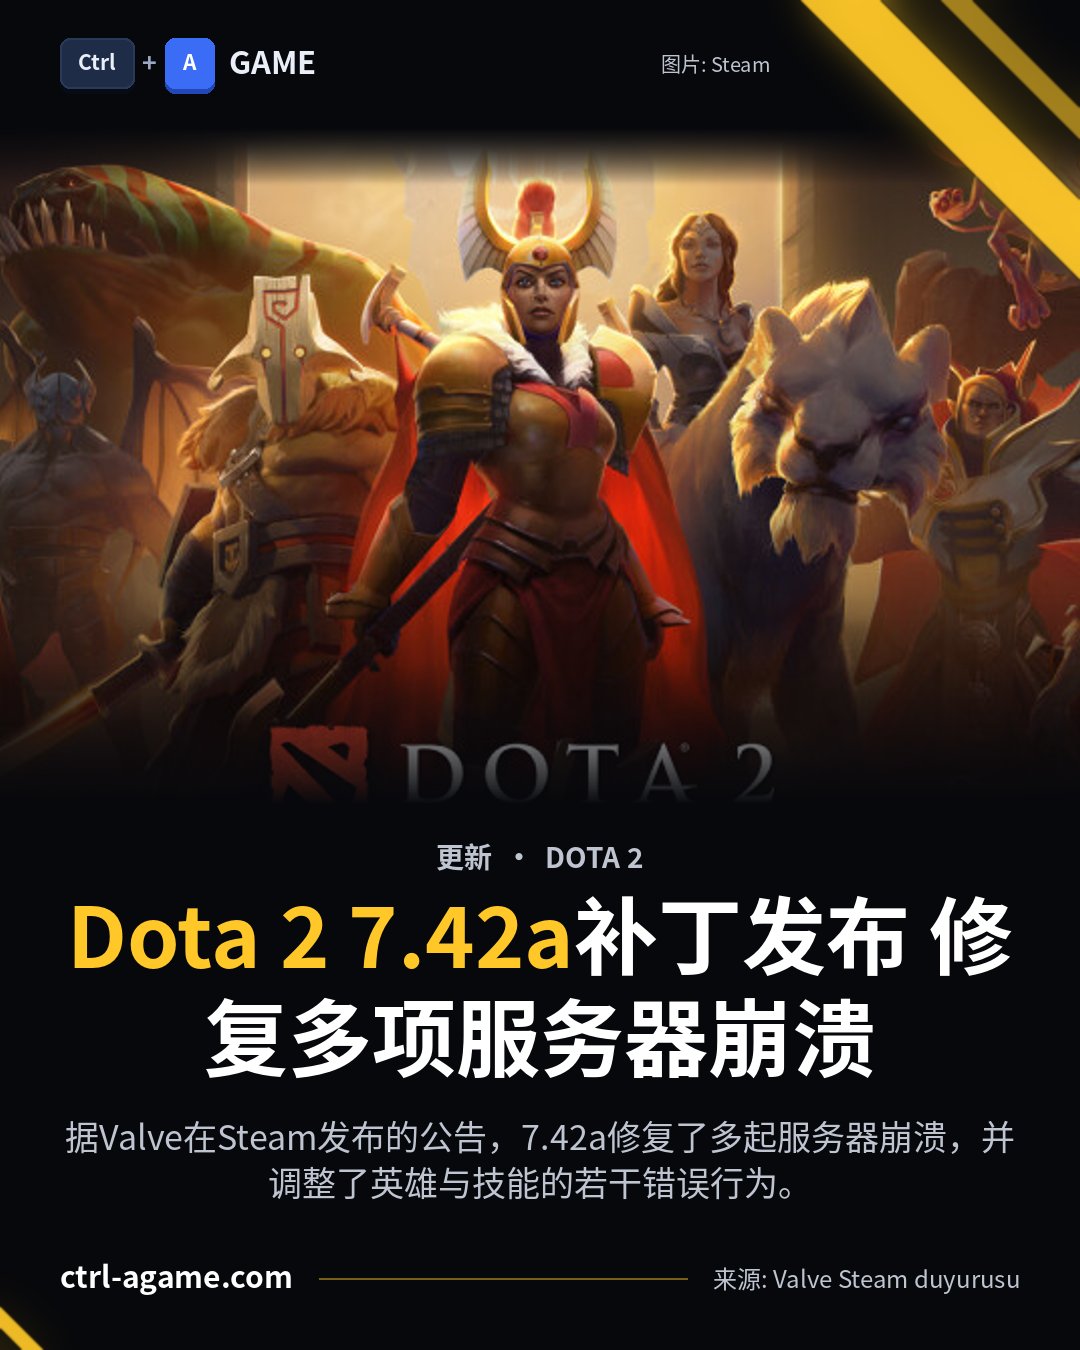 Ctrl + A GAME
图片: Steam
DOTA 2
更新 • DOTA 2
Dota 2 7.42a补丁发布 修
复多项服务器崩溃
据Valve在Steam发布的公告，7.42a修复了多起服务器崩溃，并
调整了英雄与技能的若干错误行为。
ctrl-agame.com
来源: Valve Steam duyurusu